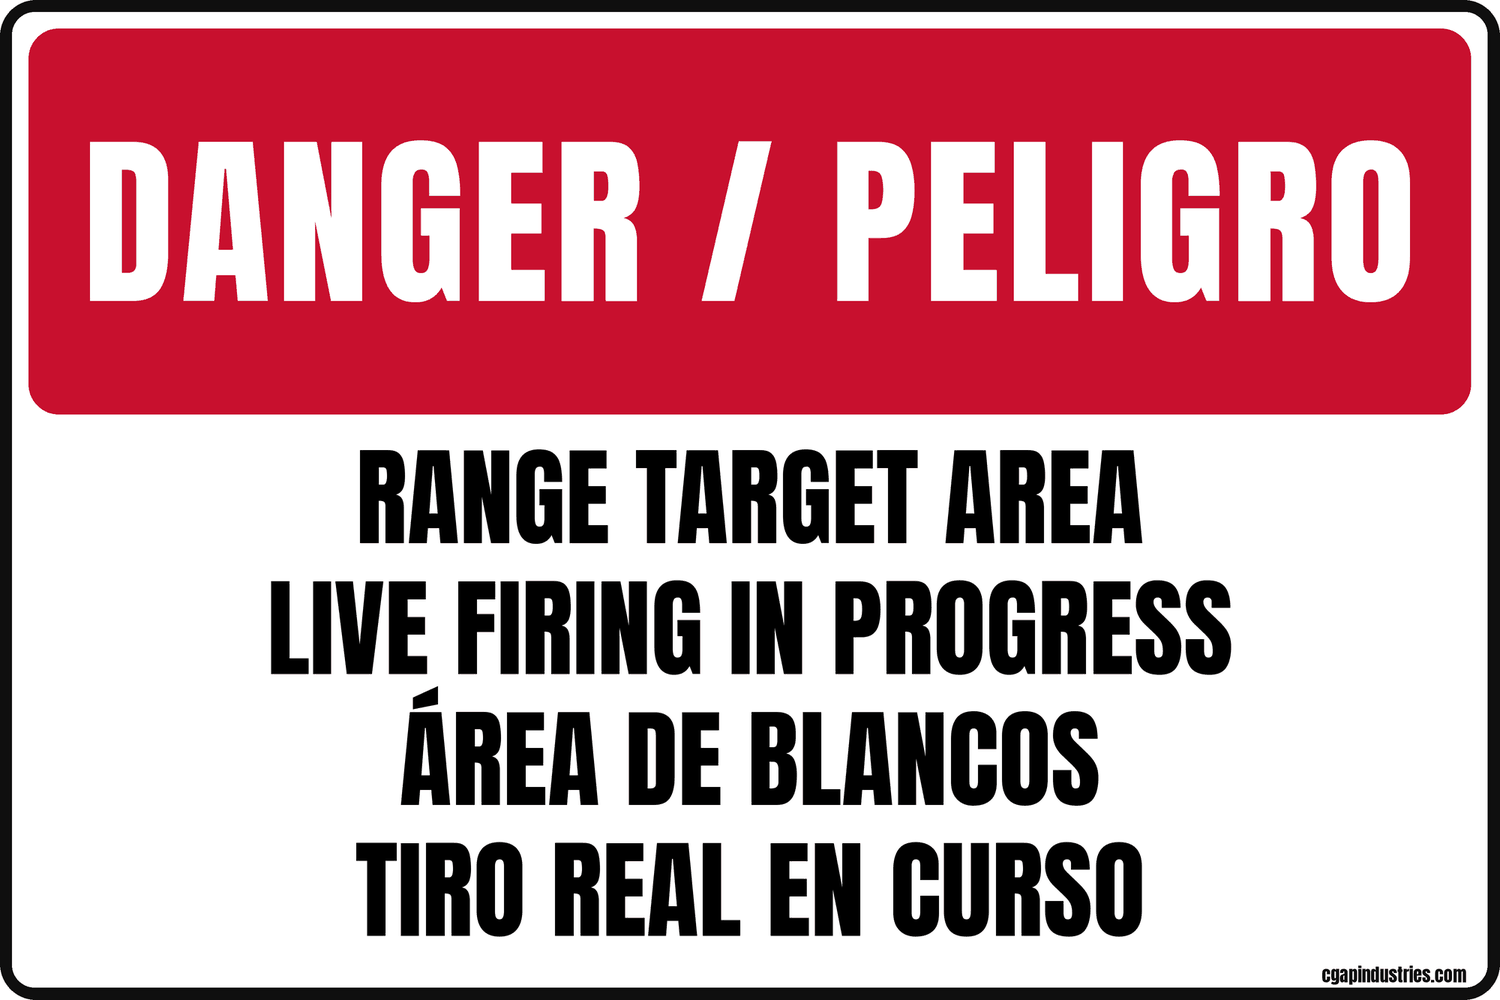 DANGER / PELIGRO
RANGE TARGET AREA
LIVE FIRING IN PROGRESS
ÁREA DE BLANCOS
TIRO REAL EN CURSO
cgapindustries.com